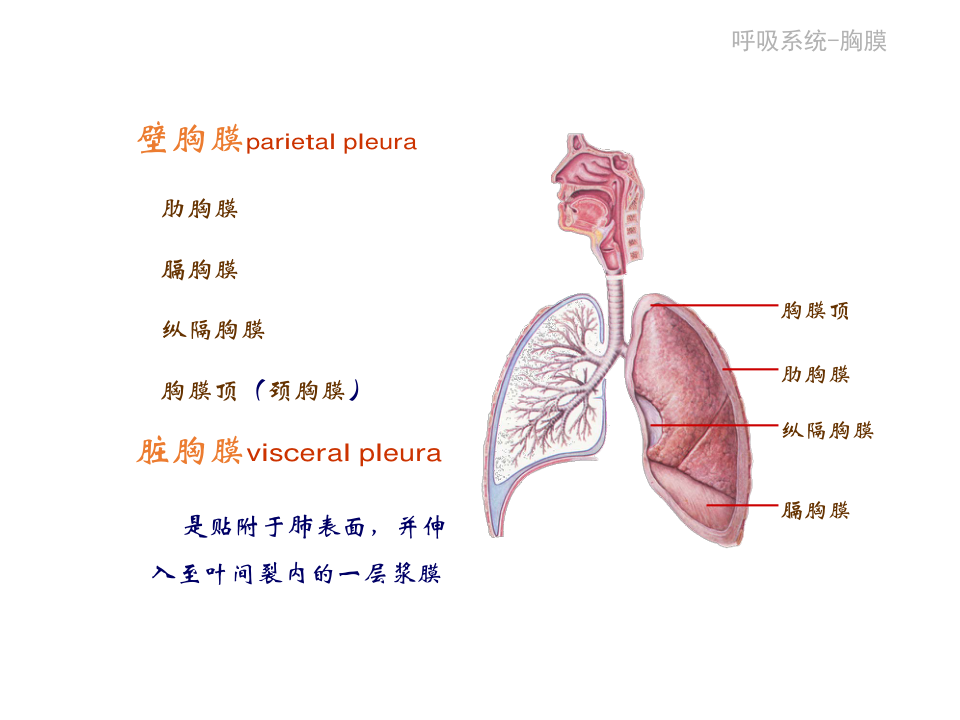 呼吸系统-胸膜
壁胸膜parietal pleura
肋胸膜
膈胸膜
纵隔胸膜
胸膜顶（颈胸膜）
脏胸膜visceral pleura
是贴附于肺表面，并伸
入至叶间裂内的一层浆膜
胸膜顶
肋胸膜
纵隔胸膜
膈胸膜